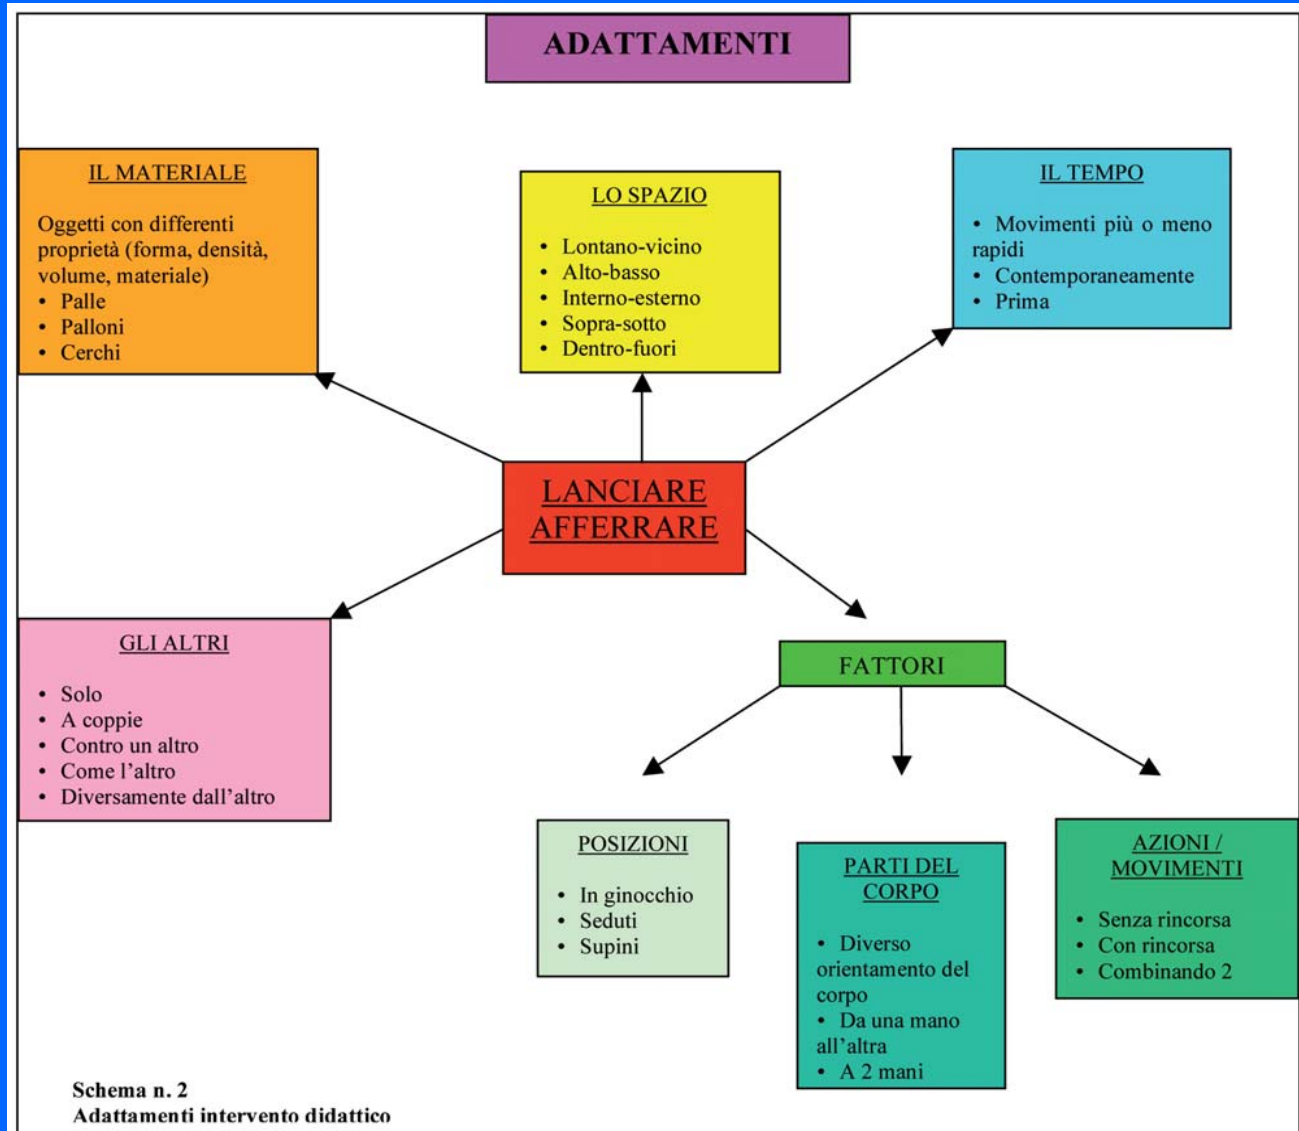 ADATTAMENTI
IL MATERIALE
Oggetti con differenti
proprietà (forma, densità,
volume, materiale)
• Palle
• Palloni
• Cerchi
LO SPAZIO
• Lontano-vicino
• Alto-basso
• Interno-esterno
• Sopra-sotto
• Dentro-fuori
IL TEMPO
• Movimenti più o meno
rapidi
• Contemporaneamente
• Prima
LANCIARE
AFFERRARE
GLI ALTRI
• Solo
• A coppie
• Contro un altro
• Come l’altro
• Diversamente dall’altro
FATTORI
POSIZIONI
• In ginocchio
• Seduti
• Supini
PARTI DEL
CORPO
• Diverso
orientamento del
corpo
• Da una mano
all’altra
• A 2 mani
AZIONI /
MOVIMENTI
• Senza rincorsa
• Con rincorsa
• Combinando 2
Schema n. 2
Adattamenti intervento didattico